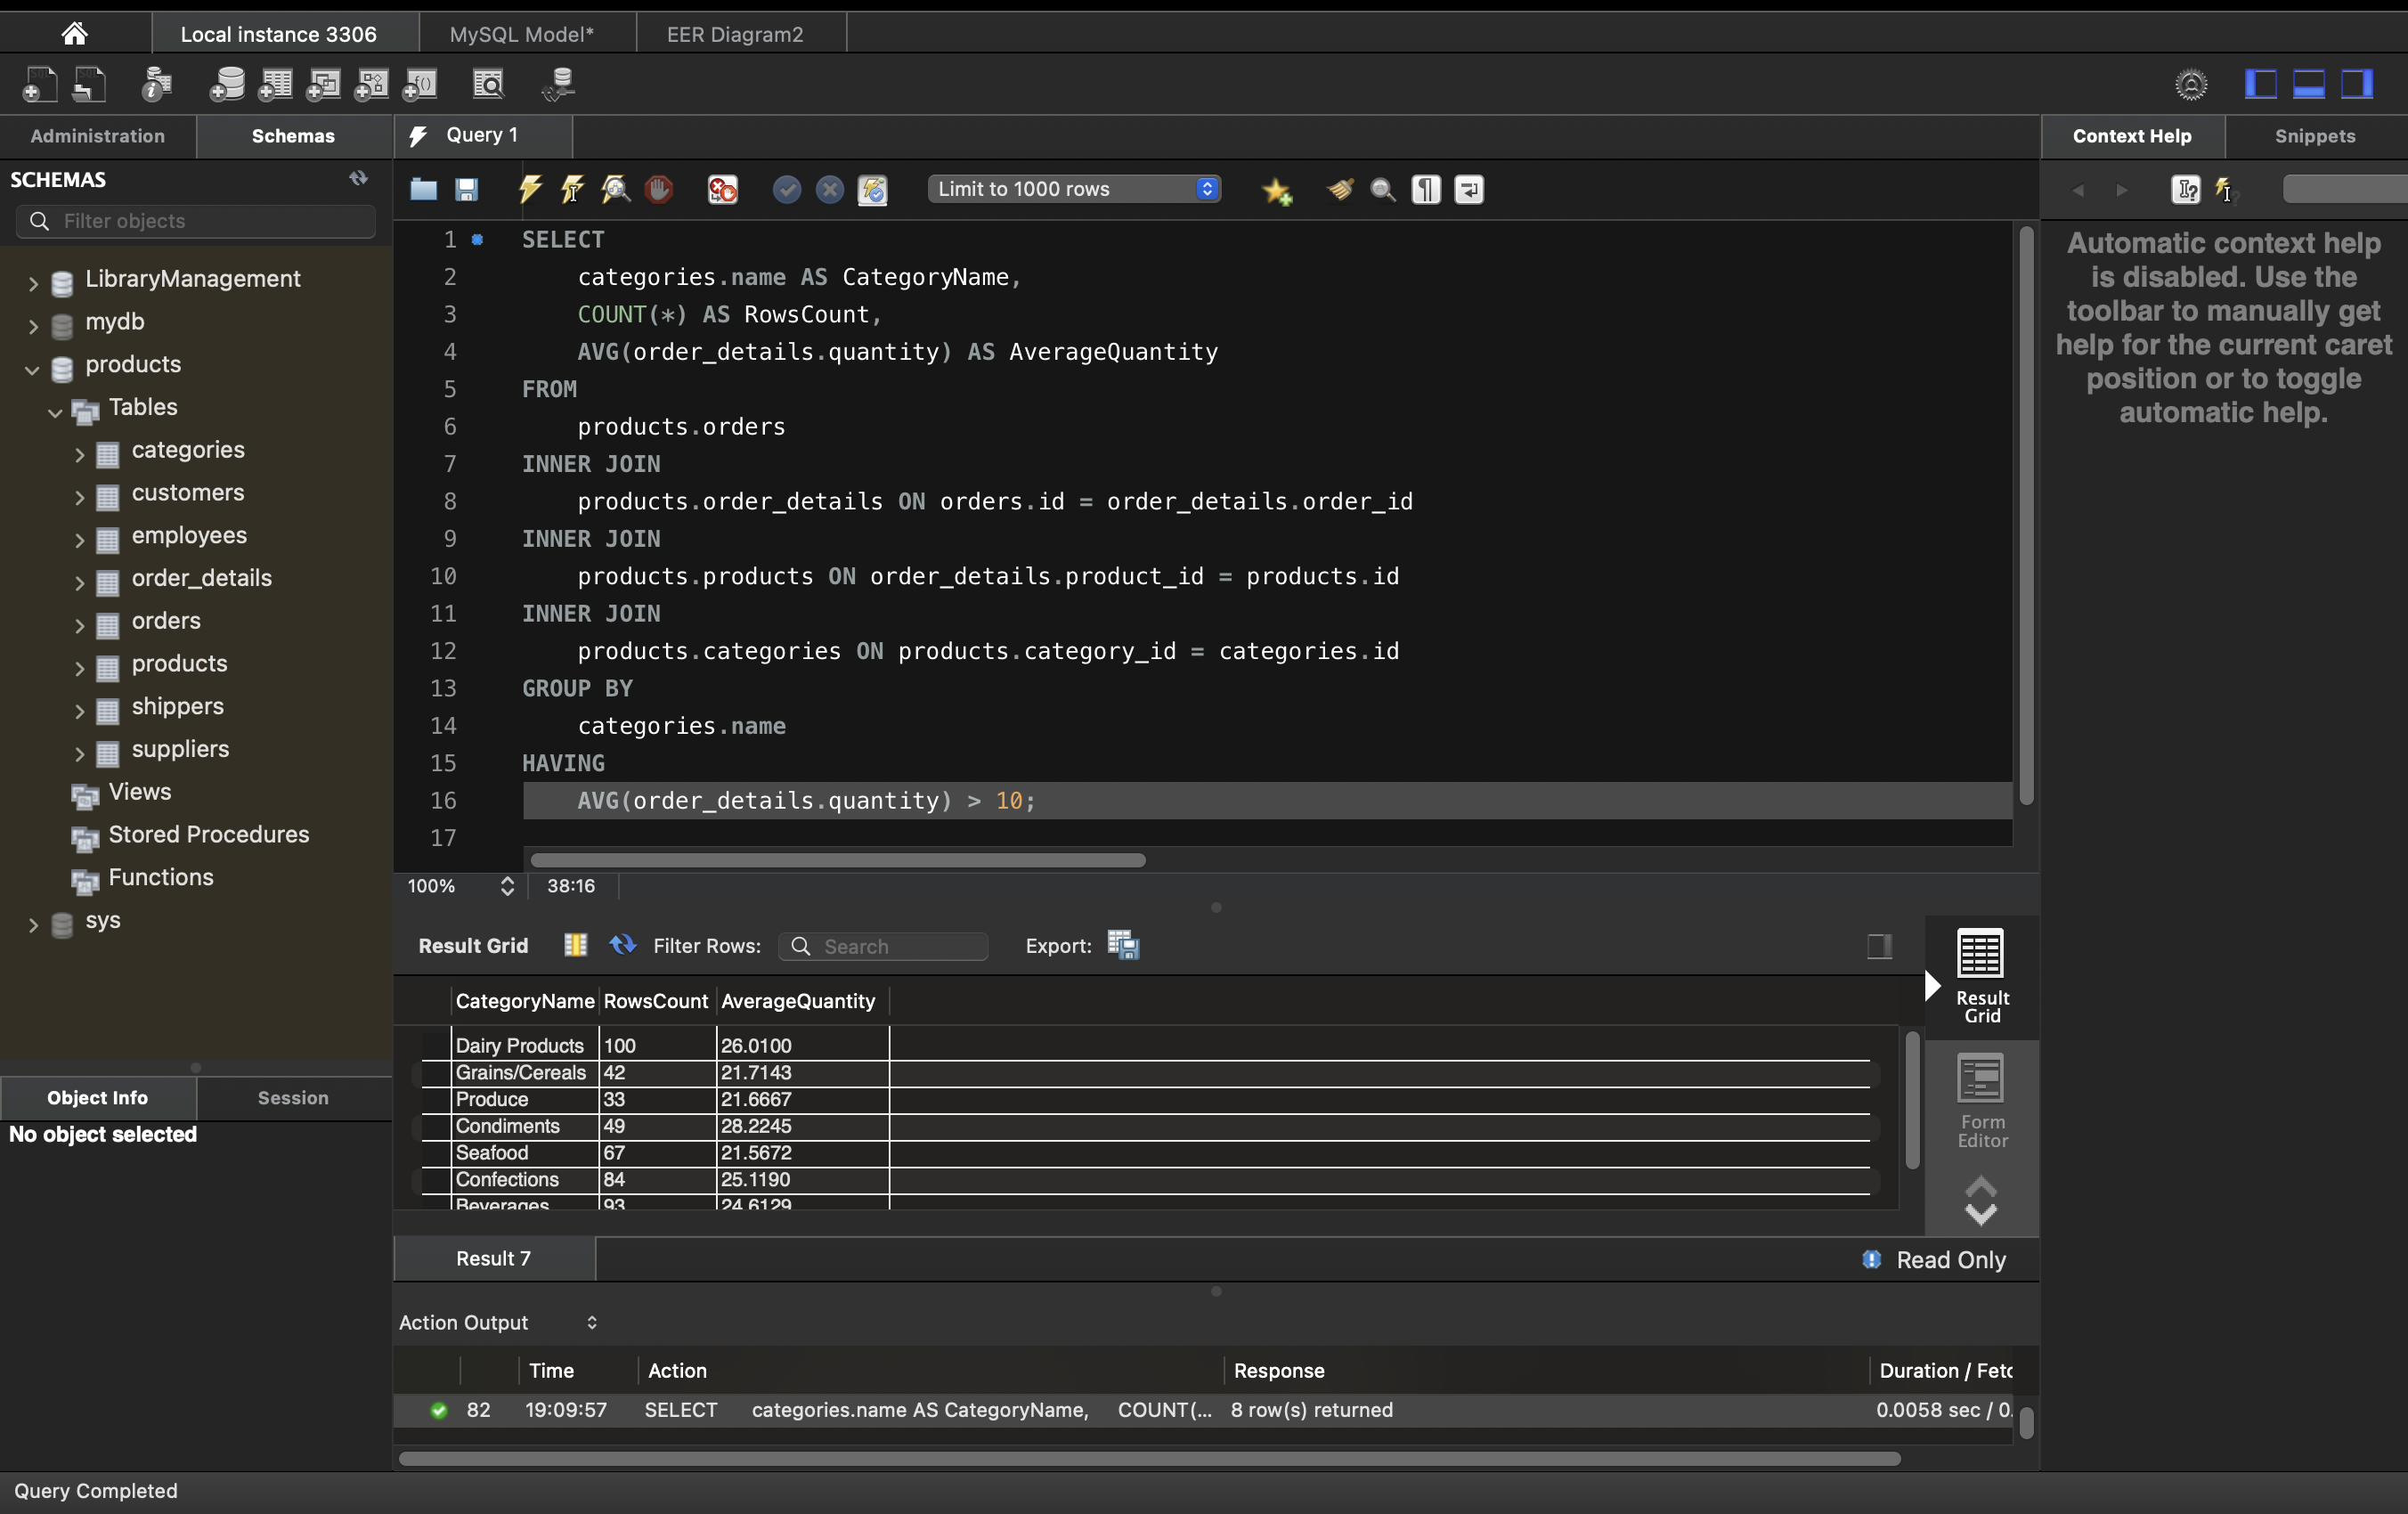 Local instance 3306
MySQL Model*
EER Diagram2
Administration
Schemas
Query 1
Context Help
Snippets
SCHEMAS
Filter objects
Limit to 1000 rows
LibraryManagement
mydb
products
Tables
categories
customers
employees
order_details
orders
products
shippers
suppliers
Views
Stored Procedures
Functions
sys
1 SELECT
2 categories.name AS CategoryName,
3 COUNT(*) AS RowsCount,
4 AVG(order_details.quantity) AS AverageQuantity
5 FROM
6 products.orders
7 INNER JOIN
8 products.order_details ON orders.id = order_details.order_id
9 INNER JOIN
10 products.products ON order_details.product_id = products.id
11 INNER JOIN
12 products.categories ON products.category_id = categories.id
13 GROUP BY
14 categories.name
15 HAVING
16 AVG(order_details.quantity) > 10;
17
Automatic context help
is disabled. Use the
toolbar to manually get
help for the current caret
position or to toggle
automatic help.
100% 38:16
Result Grid Filter Rows: Search Export:
CategoryName RowsCount AverageQuantity
Dairy Products 100 26.0100
Grains/Cereals 42 21.7143
Produce 33 21.6667
Condiments 49 28.2245
Seafood 67 21.5672
Confections 84 25.1190
Beverages 93 24.6129
Result
Grid
Form
Editor
Object Info
Session
No object selected
Result 7
Read Only
Action Output
Time Action Response Duration / Fetc
82 19:09:57 SELECT categories.name AS CategoryName, COUNT(... 8 row(s) returned 0.0058 sec / 0.
Query Completed